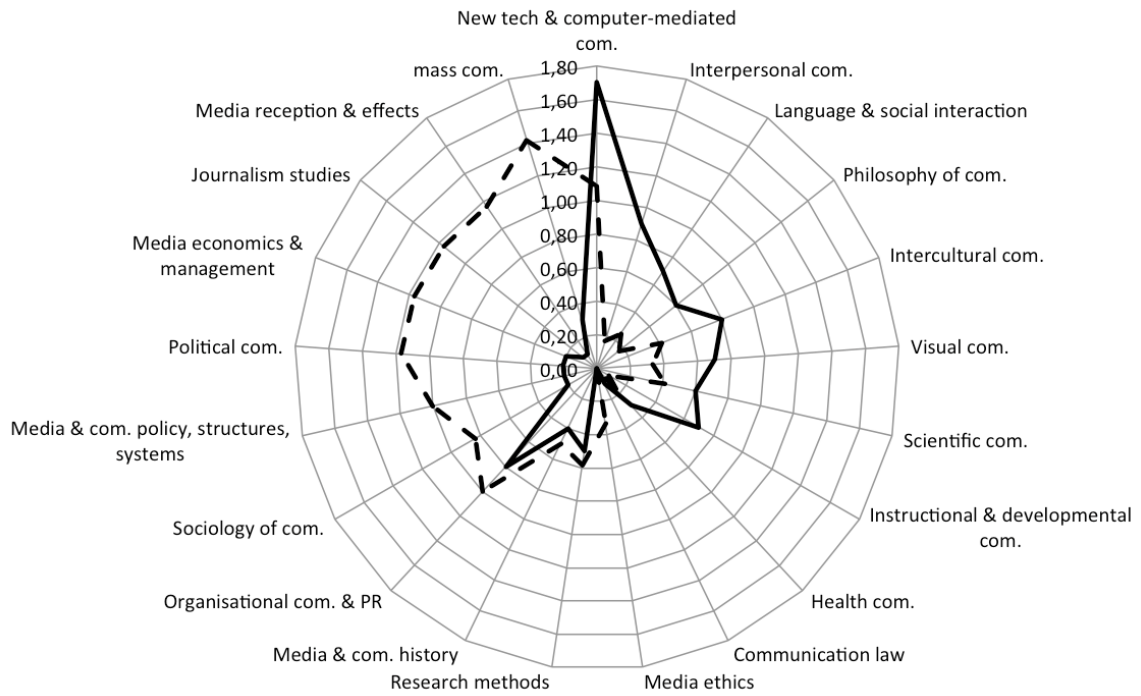 New tech & computer-mediated
com.
mass com.
Interpersonal com.
Media reception & effects
Language & social interaction
Journalism studies
Philosophy of com.
Media economics &
management
Intercultural com.
Political com.
Visual com.
Media & com. policy, structures,
systems
Scientific com.
Sociology of com.
Instructional & developmental
com.
Organisational com. & PR
Health com.
Media & com. history
Communication law
Research methods
Media ethics
1,80
1,60
1,40
1,20
1,00
0,80
0,60
0,40
0,20
0,00